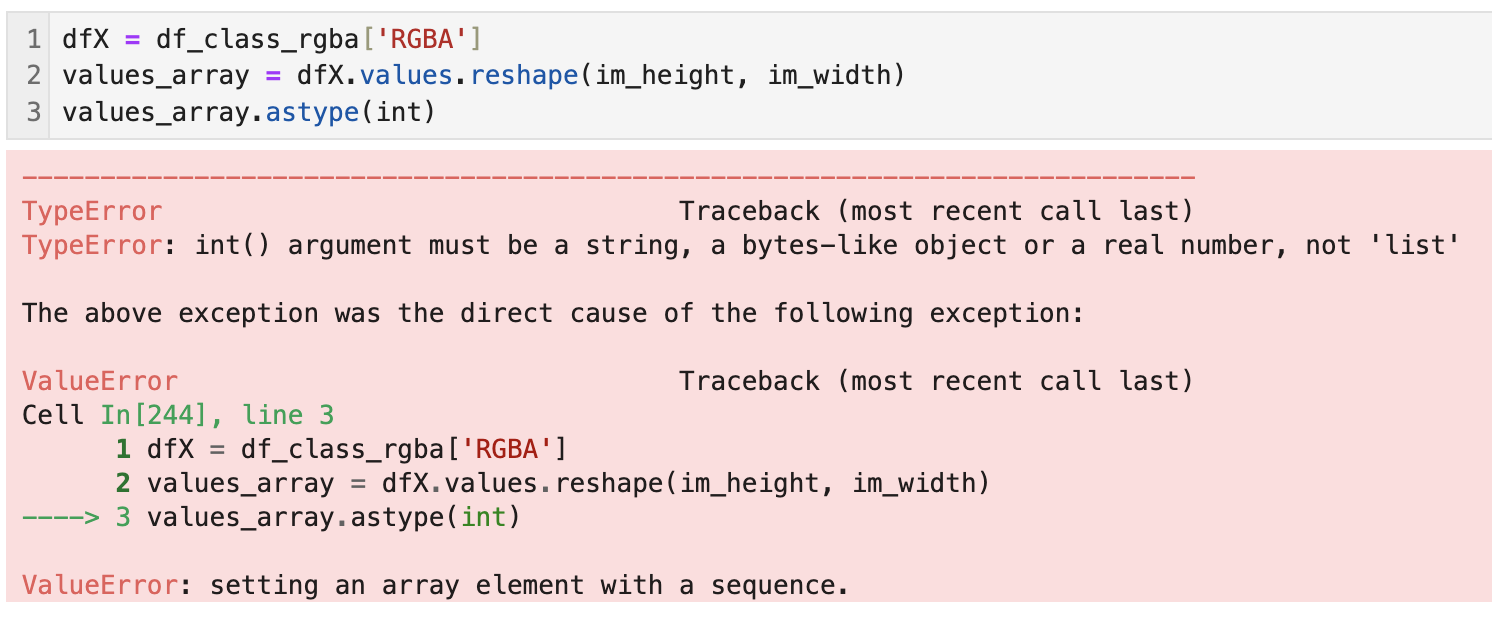 1 dfX = df_class_rgba['RGBA']
2 values_array = dfX.values.reshape(im_height, im_width)
3 values_array.astype(int)
---------------------------------------------------------------------------
TypeError                                 Traceback (most recent call last)
TypeError: int() argument must be a string, a bytes-like object or a real number, not 'list'

The above exception was the direct cause of the following exception:

ValueError                                Traceback (most recent call last)
Cell In[244], line 3
      1 dfX = df_class_rgba['RGBA']
      2 values_array = dfX.values.reshape(im_height, im_width)
----> 3 values_array.astype(int)

ValueError: setting an array element with a sequence.